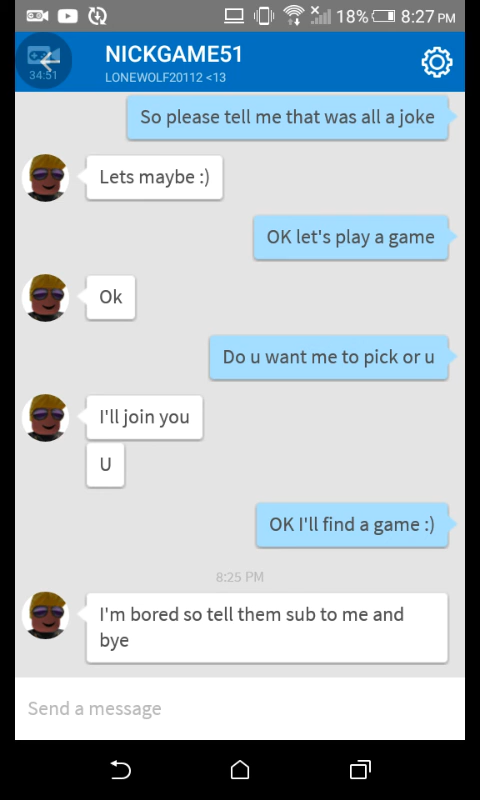 18% 8:27 PM
34:51
NICKGAME51
LONEWOLF20112 <13
So please tell me that was all a joke
Lets maybe :)
OK let's play a game
Ok
Do u want me to pick or u
I'll join you
U
OK I'll find a game :)
8:25 PM
I'm bored so tell them sub to me and
bye
Send a message